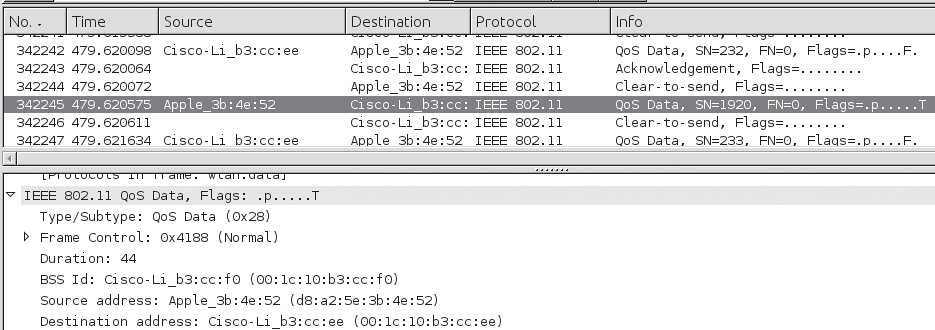 No. Time Source Destination Protocol Info
342241 479.619588 Clear-to-send, Flags=........
342242 479.620098 Cisco-Li_b3:cc:ee Apple_3b:4e:52 IEEE 802.11 QoS Data, SN=232, FN=0, Flags=.p....F.
342243 479.620064 Cisco-Li_b3:cc: IEEE 802.11 Acknowledgement, Flags=........
342244 479.620072 Apple_3b:4e:52 IEEE 802.11 Clear-to-send, Flags=........
342245 479.620575 Apple_3b:4e:52 Cisco-Li_b3:cc: IEEE 802.11 QoS Data, SN=1920, FN=0, Flags=.p.....T
342246 479.620611 Cisco-Li_b3:cc: IEEE 802.11 Clear-to-send, Flags=........
342247 479.621634 Cisco-Li_b3:cc:ee Apple_3b:4e:52 IEEE 802.11 QoS Data, SN=233, FN=0, Flags=.p....F.
[Protocols in frame: wlan:data]
IEEE 802.11 QoS Data, Flags: .p.....T
Type/Subtype: QoS Data (0x28)
Frame Control: 0x4188 (Normal)
Duration: 44
BSS Id: Cisco-Li_b3:cc:f0 (00:1c:10:b3:cc:f0)
Source address: Apple_3b:4e:52 (d8:a2:5e:3b:4e:52)
Destination address: Cisco-Li_b3:cc:ee (00:1c:10:b3:cc:ee)